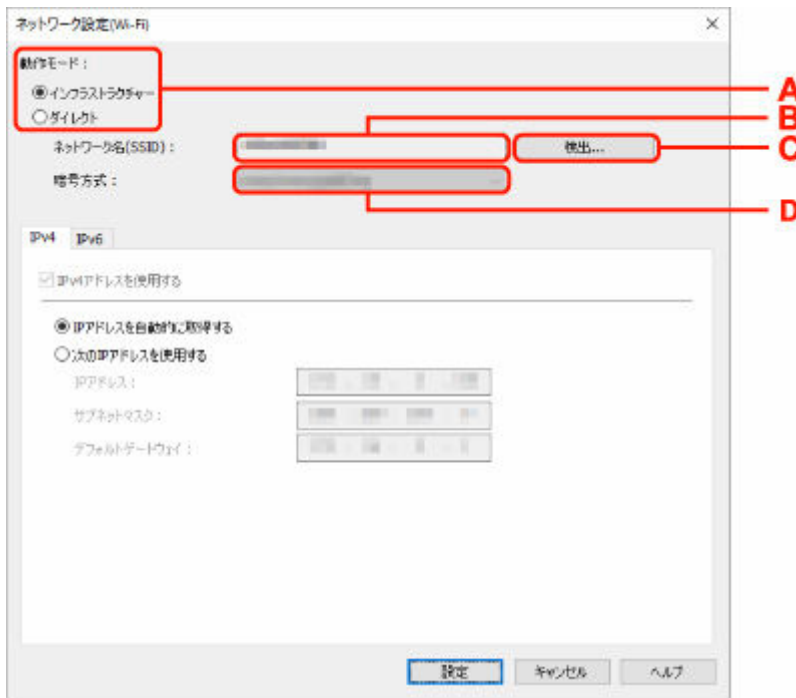 ネットワーク設定(Wi-Fi)
動作モード：
インフラストラクチャー
A
ダイレクト
B
ネットワーク名(SSID)：
検出...
C
暗号方式：
D
IPv4 IPv6
IPv4アドレスを使用する
IPアドレスを自動的に取得する
次のIPアドレスを使用する
IPアドレス：
サブネットマスク：
デフォルトゲートウェイ：
設定 キャンセル ヘルプ